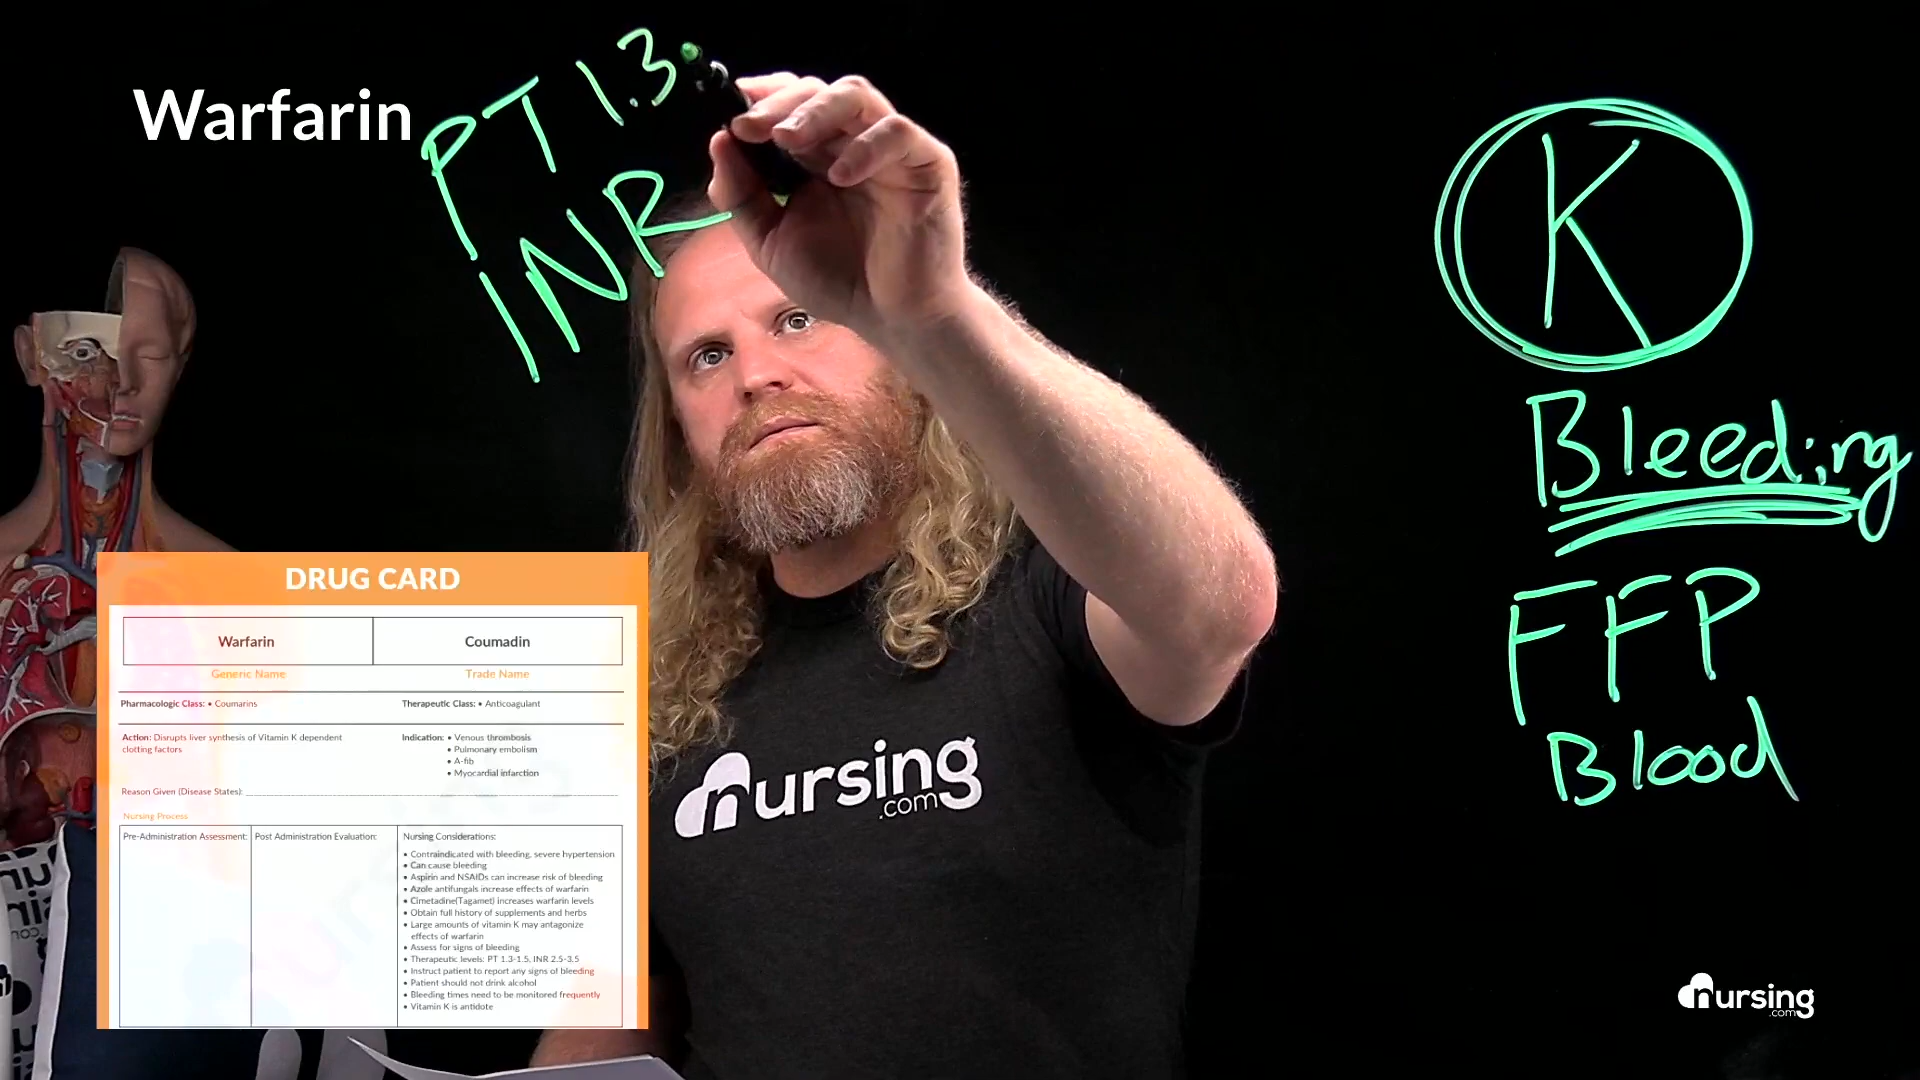 Warfarin
PT 1.3
INR
K
Bleeding
FFP
Blood
DRUG CARD
Warfarin
Coumadin
Generic Name
Trade Name
Pharmacologic Class: • Coumarins
Therapeutic Class: • Anticoagulant
Action: Disrupts liver synthesis of Vitamin K dependent
clotting factors
Indication: • Venous thrombosis
• Pulmonary embolism
• A-fib
• Myocardial infarction
Reason Given (Disease States):
Nursing Process
Pre-Administration Assessment:
Post Administration Evaluation:
Nursing Considerations:
• Contraindicated with bleeding, severe hypertension
• Can cause bleeding
• Aspirin and NSAIDs can increase risk of bleeding
• Azole antifungals increase effects of warfarin
• Cimetadine(Tagamet) increases warfarin levels
• Obtain full history of supplements and herbs
• Large amounts of vitamin K may antagonize
effects of warfarin
• Assess for signs of bleeding
• Therapeutic levels: PT 1.3-1.5, INR 2.5-3.5
• Instruct patient to report any signs of bleeding
• Patient should not drink alcohol
• Bleeding times need to be monitored frequently
• Vitamin K is antidote
nursing
.com
nursing
.com